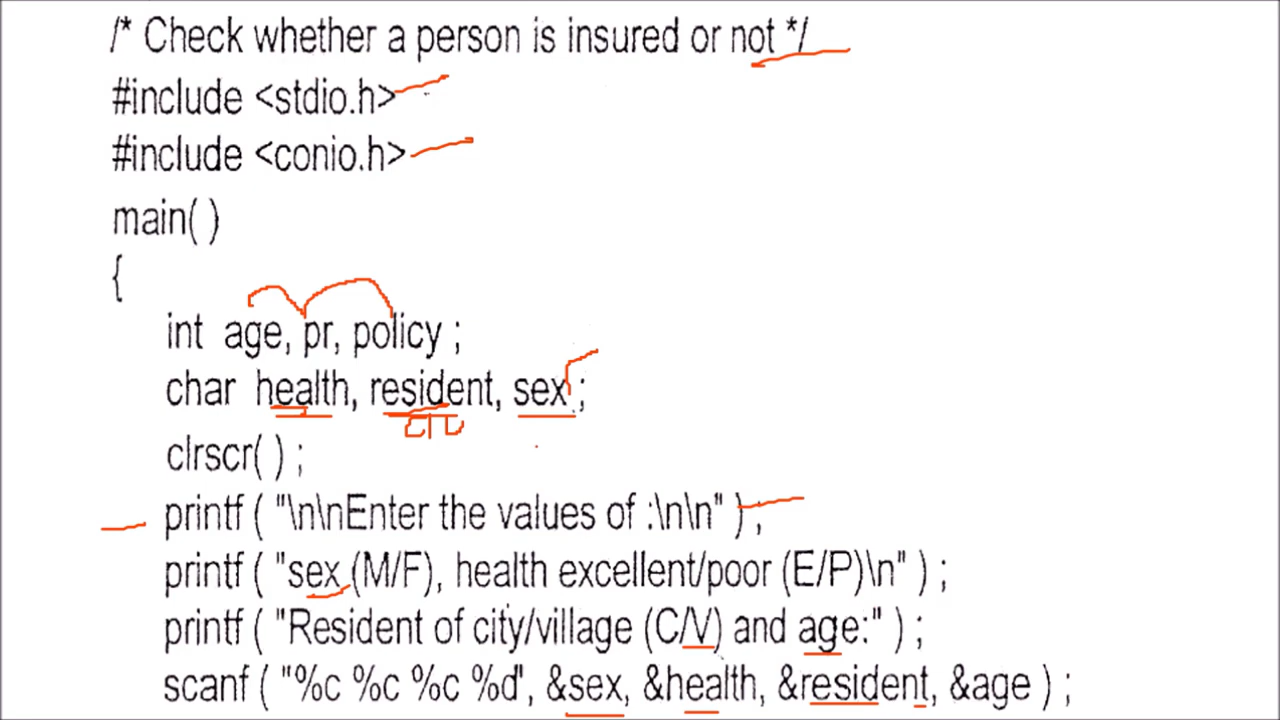 /* Check whether a person is insured or not */
#include <stdio.h>
#include <conio.h>
main( )
{
int age, pr, policy ;
char health, resident, sex ;
clrscr( ) ;
printf ( "\n\nEnter the values of :\n\n" ) ;
printf ( "sex (M/F), health excellent/poor (E/P)\n" ) ;
printf ( "Resident of city/village (C/V) and age:" ) ;
scanf ( "%c %c %c %d", &sex, &health, &resident, &age ) ;